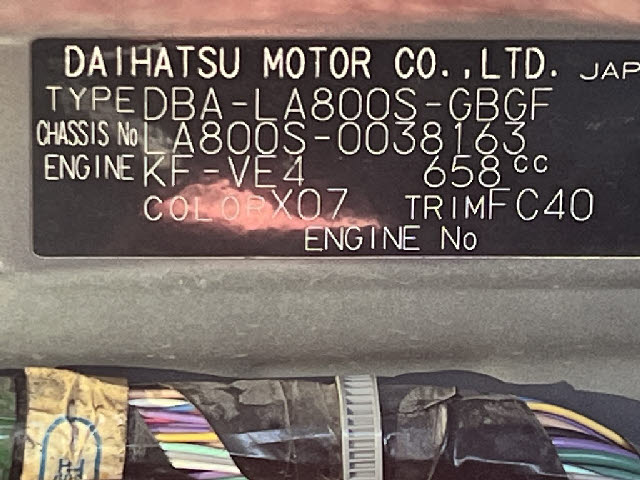 DAIHATSU MOTOR CO.,LTD. JAP
TYPE DBA-LA800S-GBGF
CHASSIS No LA800S-0038163
ENGINE KF-VE4 658cc
COLOR X07 TRIM FC40
ENGINE No